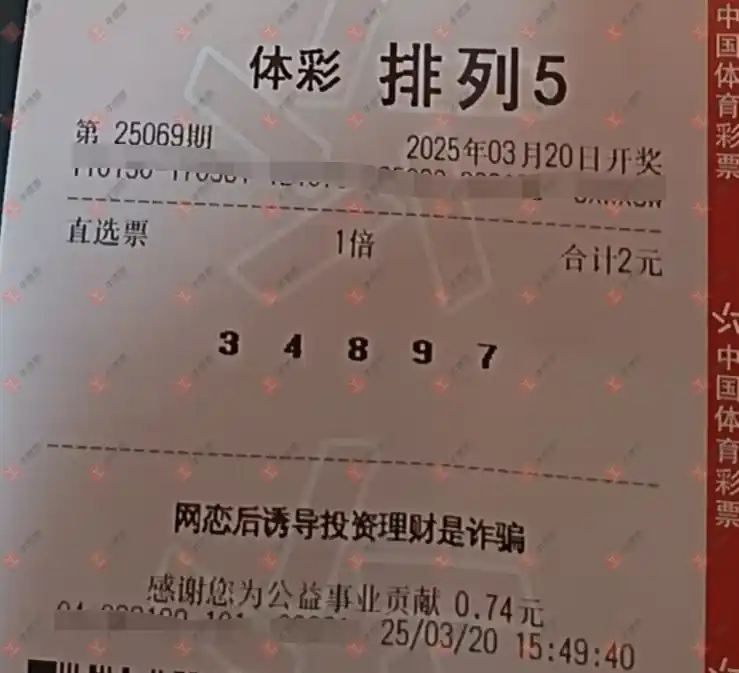 体彩 排列5
第 25069期 2025年03月20日开奖
直选票 1倍 合计2元
3 4 8 9 7
网恋后诱导投资理财是诈骗
感谢您为公益事业贡献 0.74元
25/03/20 15:49:40
中国体育彩票
中国体育彩票